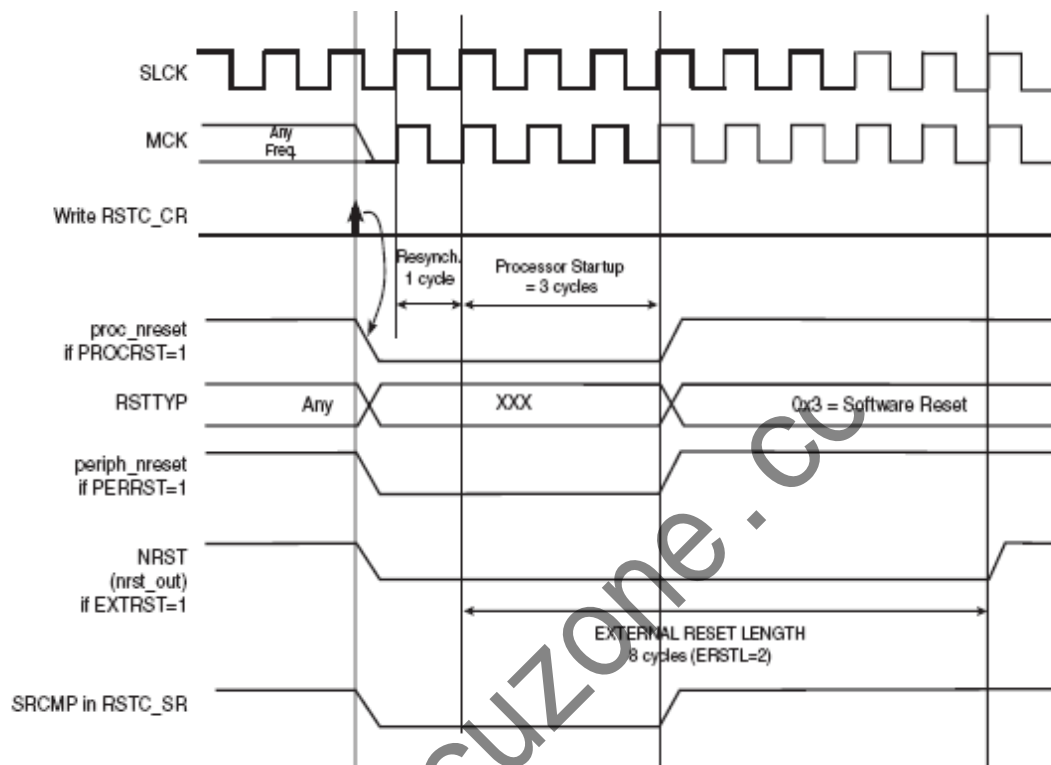 SLCK
MCK
Any
Freq.
Write RSTC_CR
Resynch.
1 cycle
Processor Startup
= 3 cycles
proc_nreset
if PROCRST=1
RSTTYP
Any
XXX
0x3 = Software Reset
periph_nreset
if PERRST=1
NRST
(nrst_out)
if EXTRST=1
EXTERNAL RESET LENGTH
8 cycles (ERSTL=2)
SRCMP in RSTC_SR